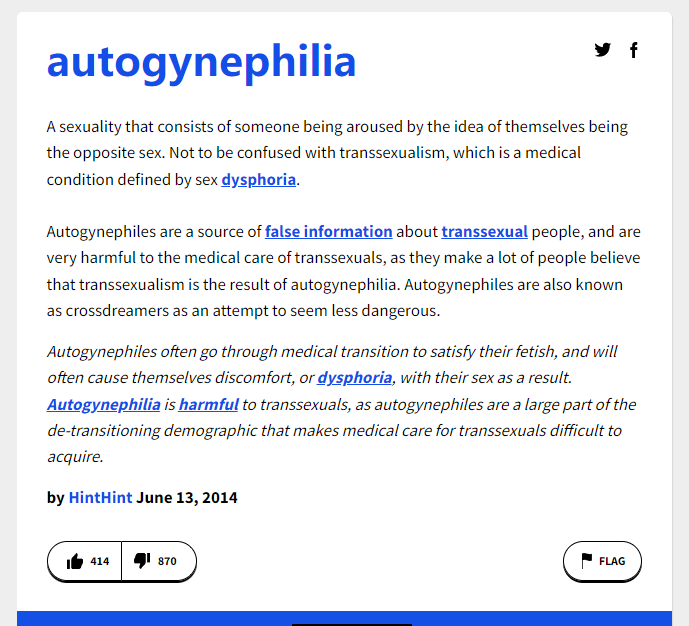 autogynephilia
A sexuality that consists of someone being aroused by the idea of themselves being
the opposite sex. Not to be confused with transsexualism, which is a medical
condition defined by sex dysphoria.
Autogynephiles are a source of false information about transsexual people, and are
very harmful to the medical care of transsexuals, as they make a lot of people believe
that transsexualism is the result of autogynephilia. Autogynephiles are also known
as crossdreamers as an attempt to seem less dangerous.
Autogynephiles often go through medical transition to satisfy their fetish, and will
often cause themselves discomfort, or dysphoria, with their sex as a result.
Autogynephilia is harmful to transsexuals, as autogynephiles are a large part of the
de-transitioning demographic that makes medical care for transsexuals difficult to
acquire.
by HintHint June 13, 2014
414 870 FLAG